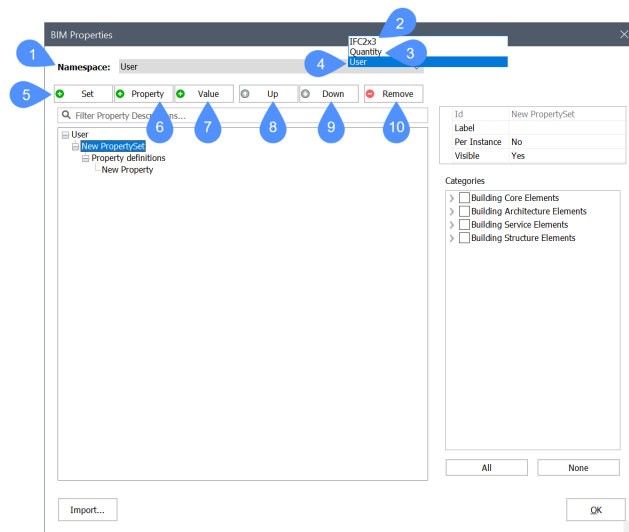 BIM Properties
2
IFC2x3
1
Quantity
3
Namespace: User
4
User
5
Set
Property
Value
Up
Down
Remove
Filter Property Desc ns...
6
7
8
9
10
User
New PropertySet
Property definitions
New Property
Id New PropertySet
Label
Per Instance No
Visible Yes
Categories
Building Core Elements
Building Architecture Elements
Building Service Elements
Building Structure Elements
All
None
Import...
OK